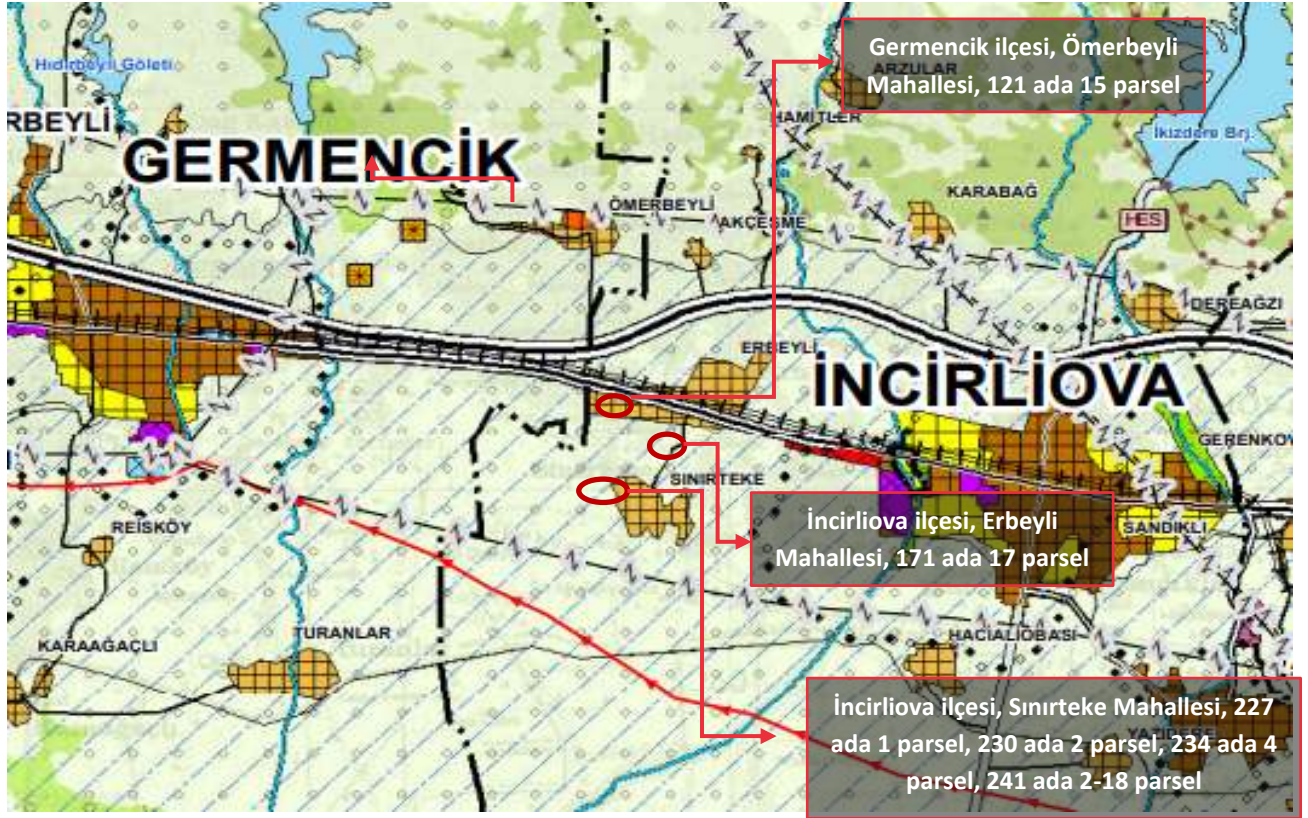 Germencik ilçesi, Ömerbeyli
Mahallesi, 121 ada 15 parsel
ARZULAR
Hıdırbeyli Göleti
RBEYLİ
HAMİTLER
İkizdere Brj.
GERMENCİK
KARABAĞ
ÖMERBEYLİ
AKÇEŞME
HES
DEREAĞZI
ERBEYLİ
İNCİRLİOVA
GERENKÖY
SINIRTEKE
REİSKÖY
SANDIKLI
İncirliova ilçesi, Erbeyli
Mahallesi, 171 ada 17 parsel
TURANLAR
HACIALİOBASI
KARAAĞAÇLI
İncirliova ilçesi, Sınırteke Mahallesi, 227
ada 1 parsel, 230 ada 2 parsel, 234 ada 4
parsel, 241 ada 2-18 parsel